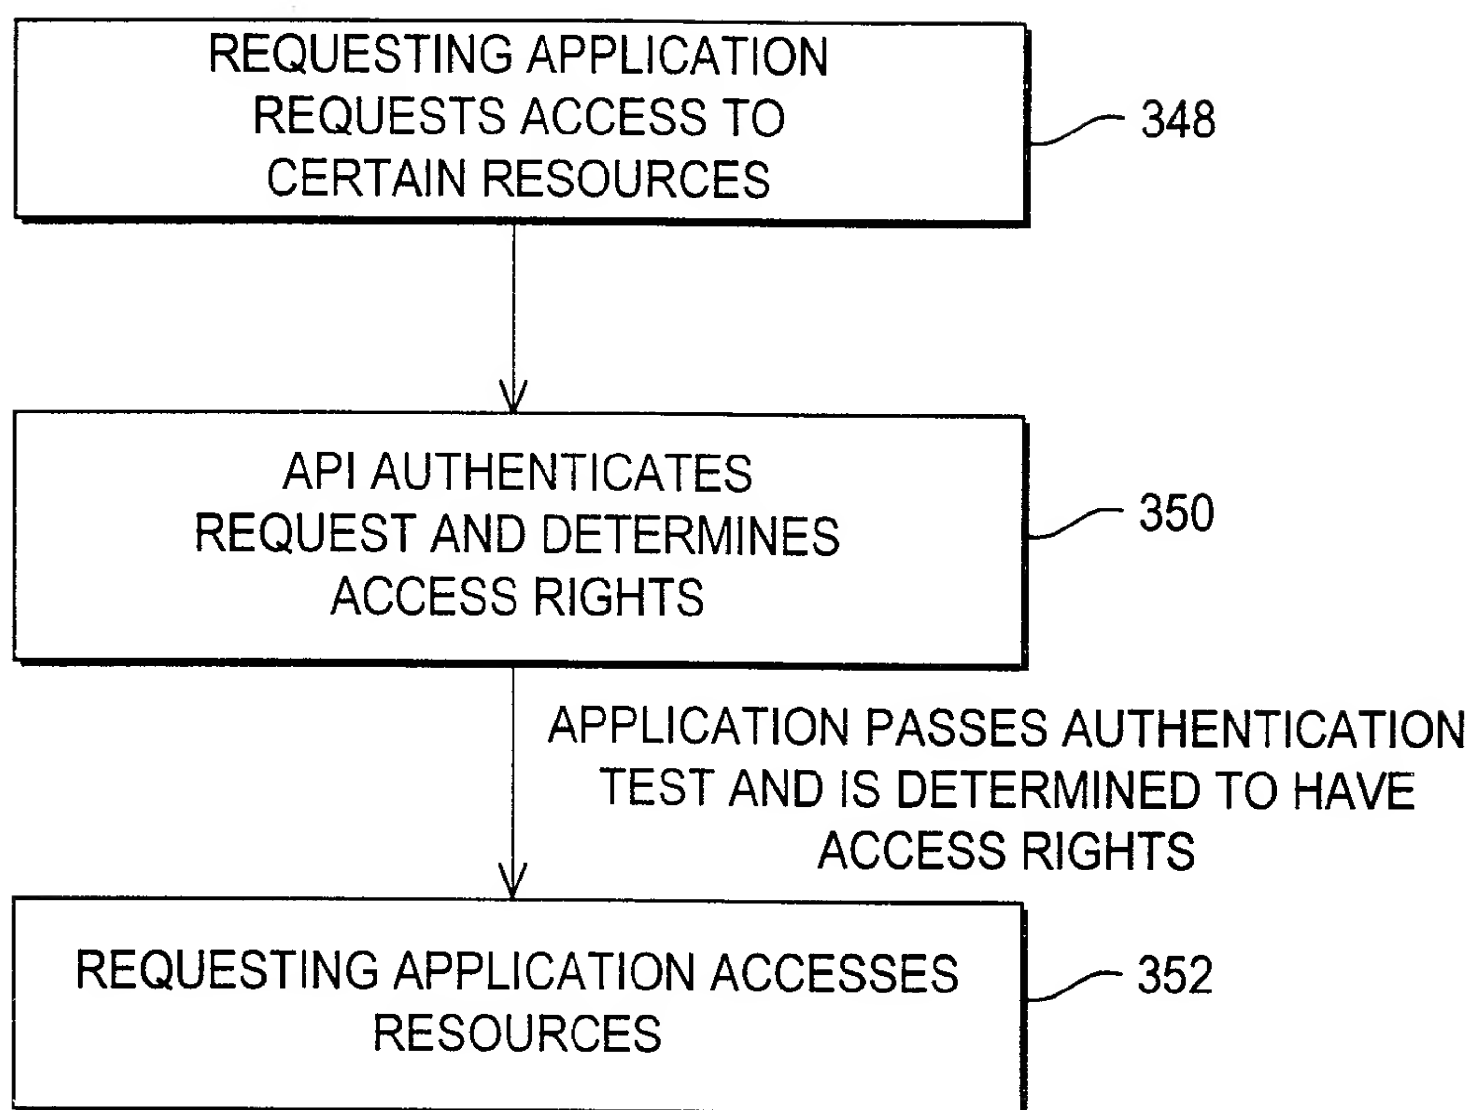 REQUESTING APPLICATION
REQUESTS ACCESS TO
CERTAIN RESOURCES
348
API AUTHENTICATES
REQUEST AND DETERMINES
ACCESS RIGHTS
350
APPLICATION PASSES AUTHENTICATION
TEST AND IS DETERMINED TO HAVE
ACCESS RIGHTS
REQUESTING APPLICATION ACCESSES
RESOURCES
352